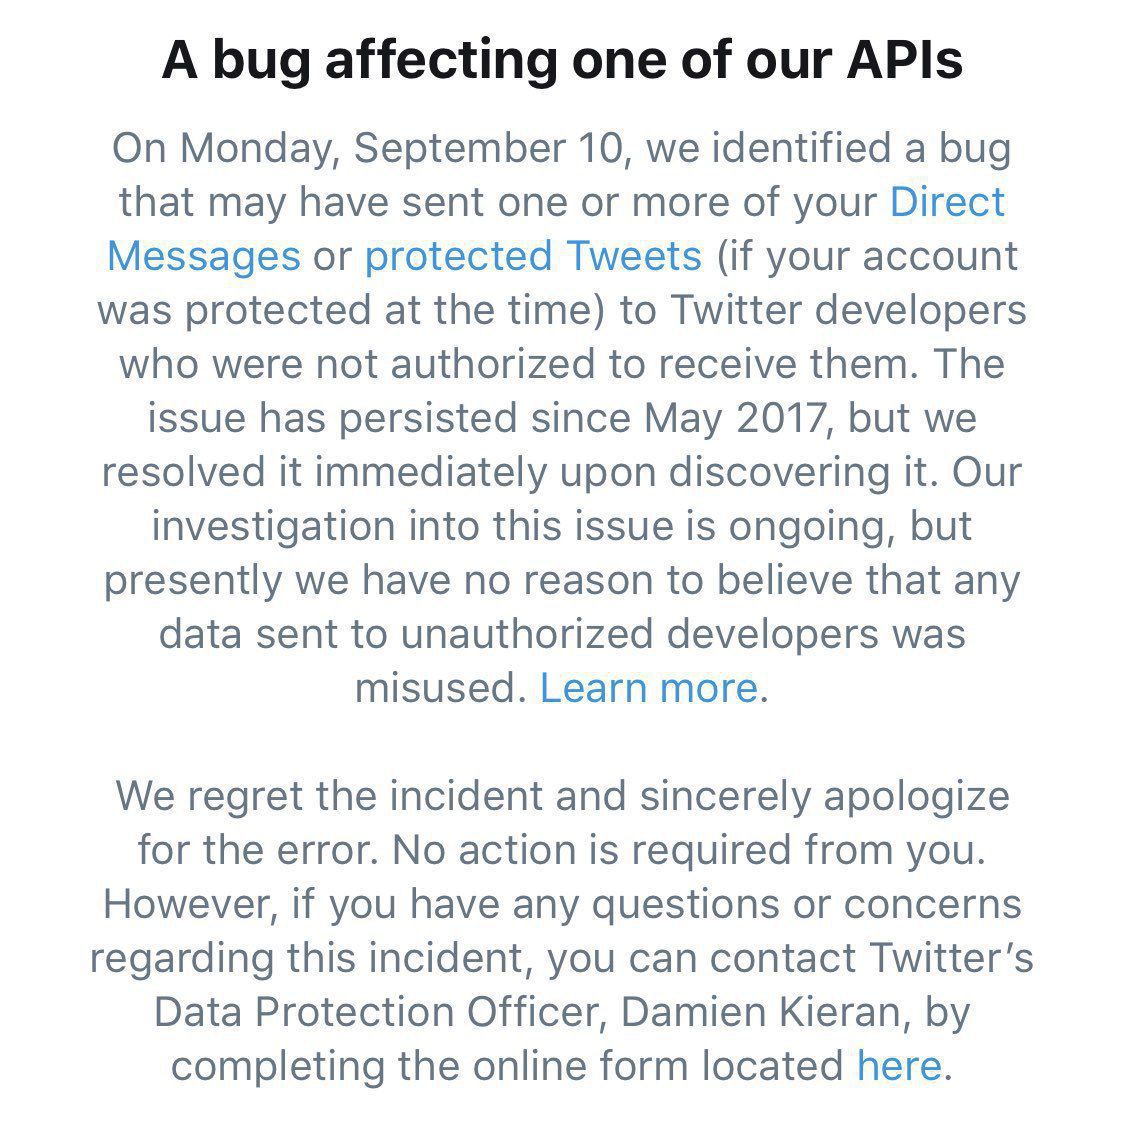 A bug affecting one of our APIs
On Monday, September 10, we identified a bug
that may have sent one or more of your Direct
Messages or protected Tweets (if your account
was protected at the time) to Twitter developers
who were not authorized to receive them. The
issue has persisted since May 2017, but we
resolved it immediately upon discovering it. Our
investigation into this issue is ongoing, but
presently we have no reason to believe that any
data sent to unauthorized developers was
misused. Learn more.
We regret the incident and sincerely apologize
for the error. No action is required from you.
However, if you have any questions or concerns
regarding this incident, you can contact Twitter’s
Data Protection Officer, Damien Kieran, by
completing the online form located here.